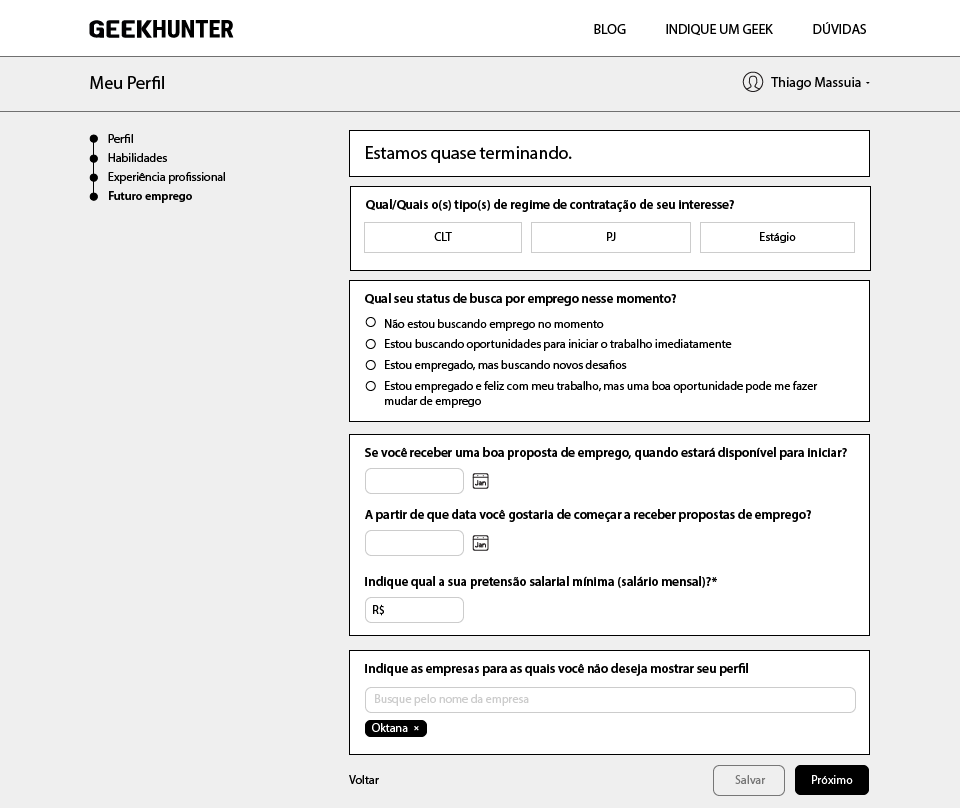 GEEKHUNTER
BLOG
INDIQUE UM GEEK
DÚVIDAS
Meu Perfil
Thiago Massuia
Perfil
Habilidades
Experiência profissional
Futuro emprego
Estamos quase terminando.
Qual/Quais o(s) tipo(s) de regime de contratação de seu interesse?
CLT
PJ
Estágio
Qual seu status de busca por emprego nesse momento?
Não estou buscando emprego no momento
Estou buscando oportunidades para iniciar o trabalho imediatamente
Estou empregado, mas buscando novos desafios
Estou empregado e feliz com meu trabalho, mas uma boa oportunidade pode me fazer
mudar de emprego
Se você receber uma boa proposta de emprego, quando estará disponível para iniciar?
Jan
A partir de que data você gostaria de começar a receber propostas de emprego?
Jan
Indique qual a sua pretensão salarial mínima (salário mensal)?*
R$
Indique as empresas para as quais você não deseja mostrar seu perfil
Busque pelo nome da empresa
Oktana ×
Voltar
Salvar
Próximo